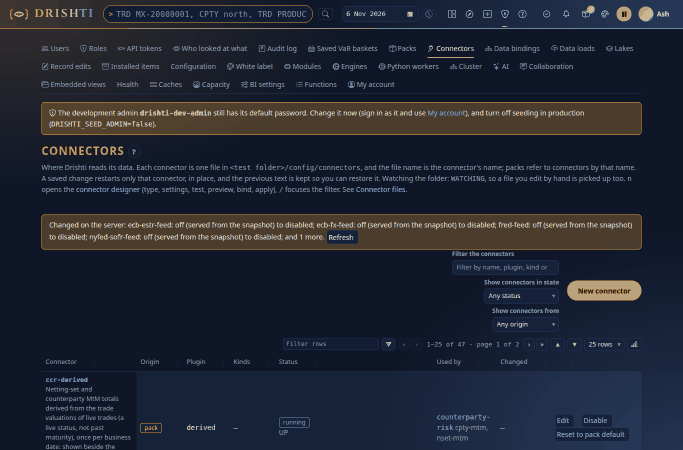 DRISHTI
> TRD MX-20000001, CPTY north, TRD PRODUC
6 Nov 2026
Ash
Users
Roles
API tokens
Who looked at what
Audit log
Saved VaR baskets
Packs
Connectors
Data bindings
Data loads
Lakes
Record edits
Installed items
Configuration
White label
Modules
Engines
Python workers
Cluster
AI
Collaboration
Embedded views
Health
Caches
Capacity
BI settings
Functions
My account
The development admin drishti-dev-admin still has its default password. Change it now (sign in as it and use My account), and turn off seeding in production
(DRISHTI_SEED_ADMIN=false).
CONNECTORS ?
Where Drishti reads its data. Each connector is one file in <test folder>/config/connectors, and the file name is the connector's name; packs refer to connectors by that name.
A saved change restarts only that connector, in place, and the previous text is kept so you can restore it. Watching the folder: WATCHING, so a file you edit by hand is picked up too. n
opens the connector designer (type, settings, test, preview, bind, apply), / focuses the filter. See Connector files.
Changed on the server: ecb-estr-feed: off (served from the snapshot) to disabled; ecb-fx-feed: off (served from the snapshot) to disabled; fred-feed: off (served from the snapshot)
to disabled; nyfed-sofr-feed: off (served from the snapshot) to disabled; and 1 more. Refresh
Filter the connectors
Filter by name, plugin, kind or
Show connectors in state
Any status
New connector
Show connectors from
Any origin
Filter rows
1–25 of 47 · page 1 of 2
25 rows
Connector
Origin
Plugin
Kinds
Status
Used by
Changed
ccr-derived
Netting-set and
counterparty MtM totals
derived from the trade
valuations of live trades (a
live status, not past
maturity), once per business
date: shown beside the
pack
derived
—
running
UP
counterparty-
risk cpty-mtm,
nset-mtm
—
Edit
Disable
Reset to pack default